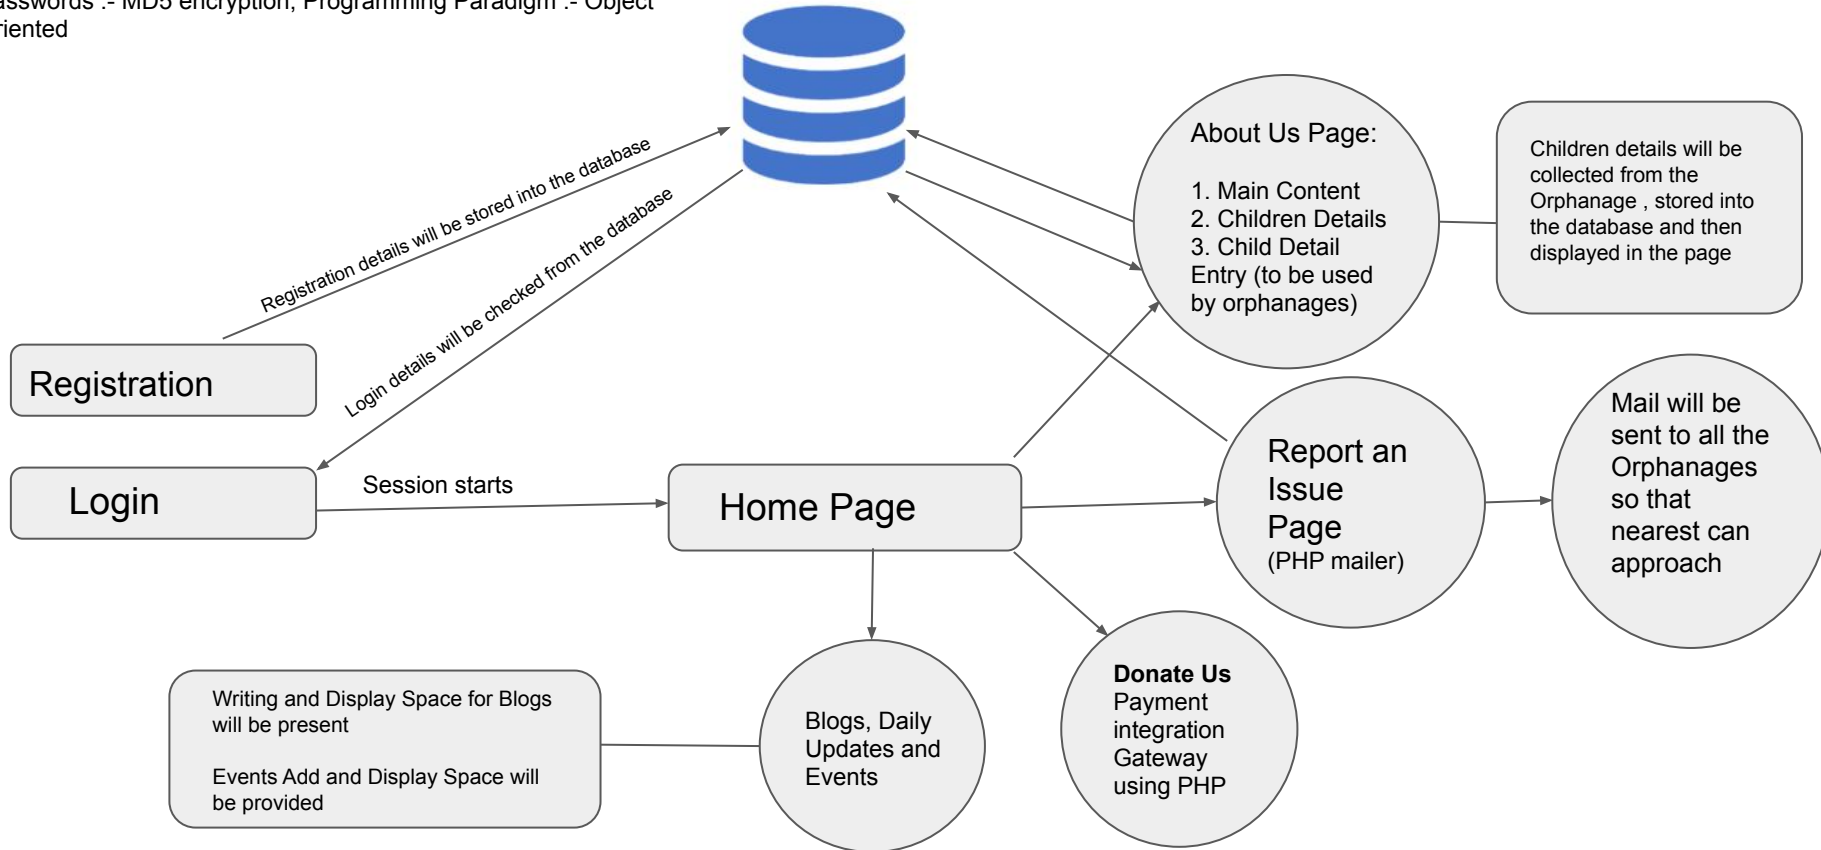 asswords :- MD5 encryption, Programming Paradigm :- Object
riented
Registration details will be stored into the database
Login details will be checked from the database
About Us Page:
1. Main Content
2. Children Details
3. Child Detail
Entry (to be used
by orphanages)
Children details will be
collected from the
Orphanage , stored into
the database and then
displayed in the page
Registration
Login
Session starts
Home Page
Report an
Issue
Page
(PHP mailer)
Mail will be
sent to all the
Orphanages
so that
nearest can
approach
Writing and Display Space for Blogs
will be present
Events Add and Display Space will
be provided
Blogs, Daily
Updates and
Events
Donate Us
Payment
integration
Gateway
using PHP